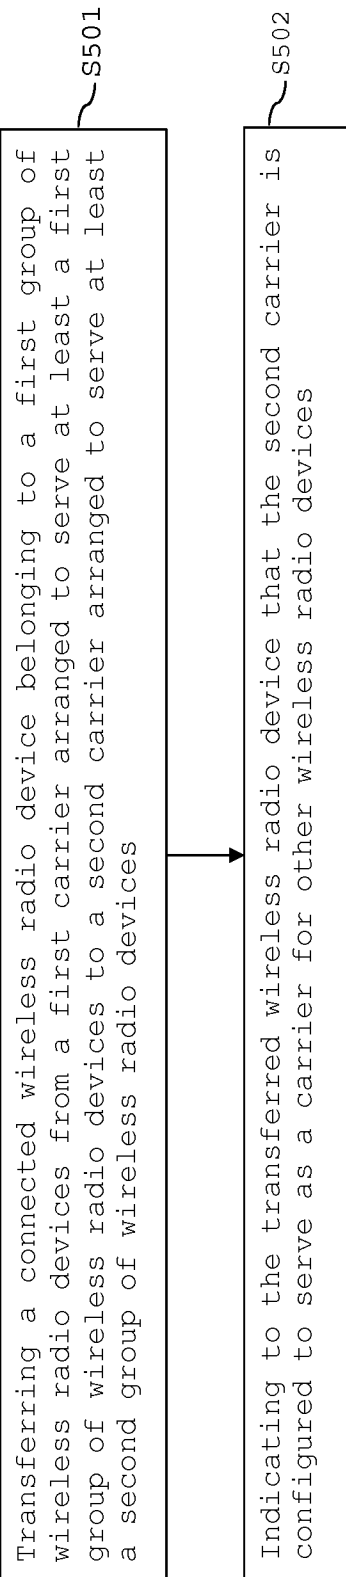 S501
Transferring a connected wireless radio device belonging to a first group of
wireless radio devices from a first carrier arranged to serve at least a first
group of wireless radio devices to a second carrier arranged to serve at least
a second group of wireless radio devices
S502
Indicating to the transferred wireless radio device that the second carrier is
configured to serve as a carrier for other wireless radio devices